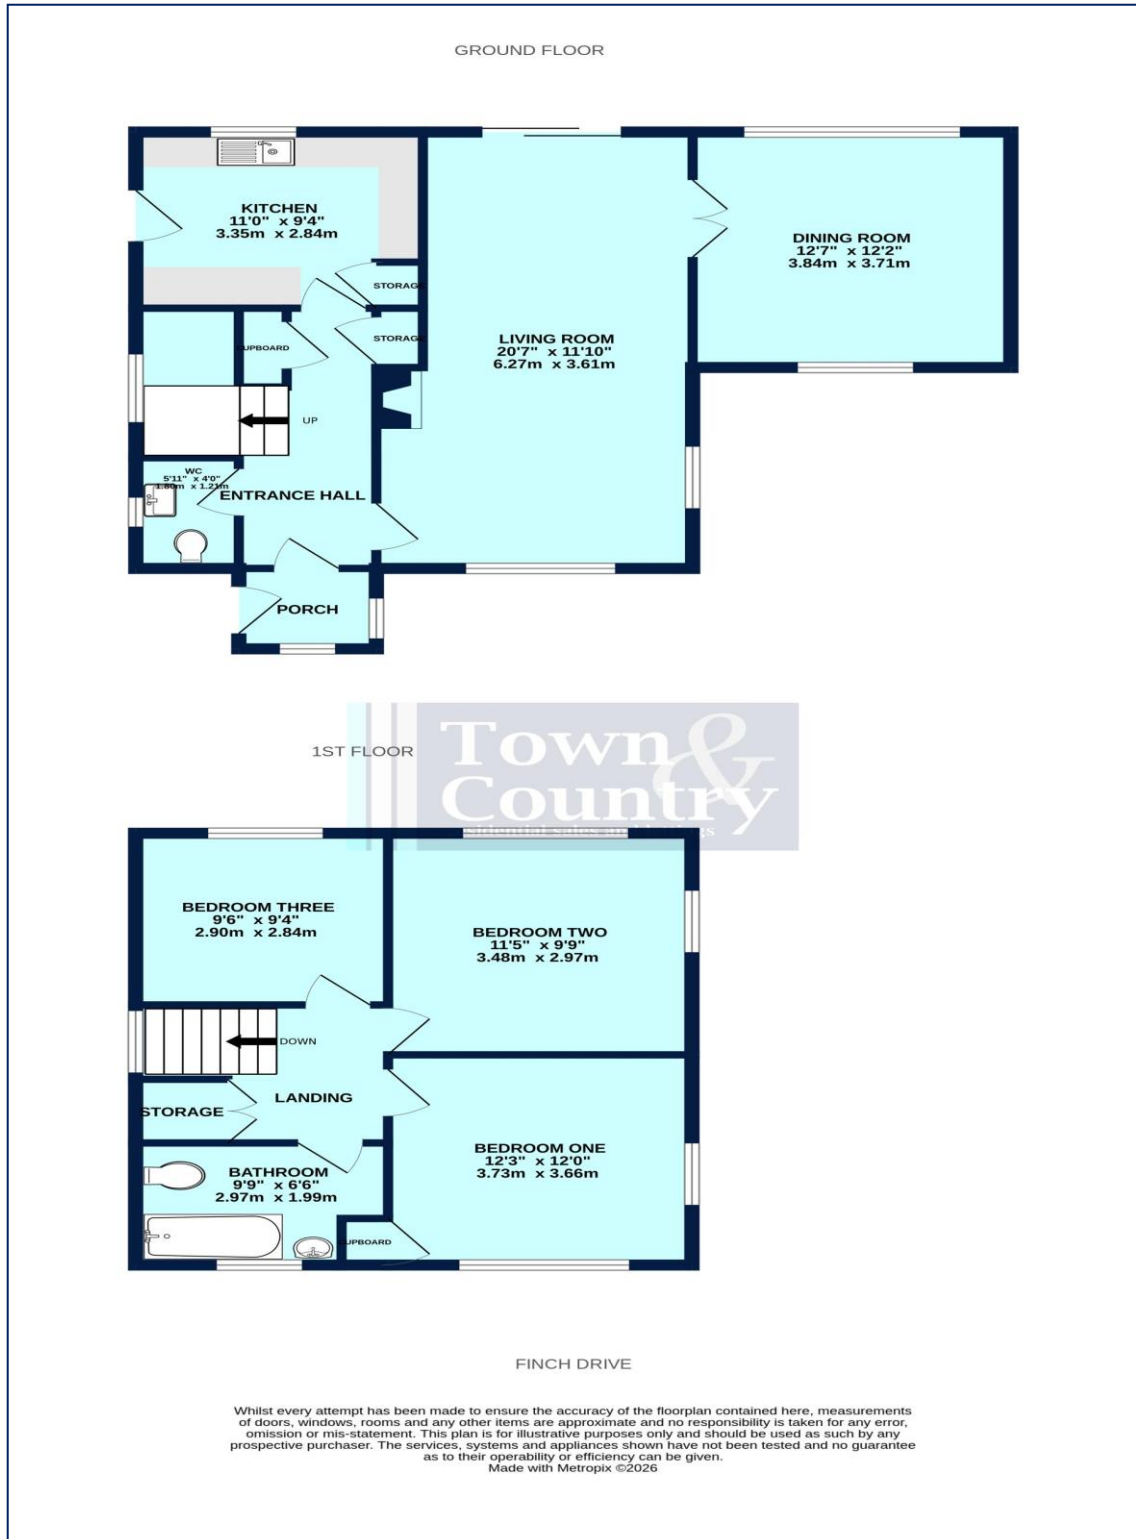 GROUND FLOOR
KITCHEN
11'0" x 9'4"
3.35m x 2.84m
STORAGE
STORAGE
CUPBOARD
UP
WC
5'11" x 4'0"
1.80m x 1.21m
ENTRANCE HALL
PORCH
LIVING ROOM
20'7" x 11'10"
6.27m x 3.61m
DINING ROOM
12'7" x 12'2"
3.84m x 3.71m
1ST FLOOR
Town &
Country
BEDROOM THREE
9'6" x 9'4"
2.90m x 2.84m
BEDROOM TWO
11'5" x 9'9"
3.48m x 2.97m
DOWN
LANDING
STORAGE
BATHROOM
9'9" x 6'6"
2.97m x 1.99m
BEDROOM ONE
12'3" x 12'0"
3.73m x 3.66m
CUPBOARD
FINCH DRIVE
Whilst every attempt has been made to ensure the accuracy of the floorplan contained here, measurements
of doors, windows, rooms and any other items are approximate and no responsibility is taken for any error,
omission or mis-statement. This plan is for illustrative purposes only and should be used as such by any
prospective purchaser. The services, systems and appliances shown have not been tested and no guarantee
as to their operability or efficiency can be given.
Made with Metropix ©2026